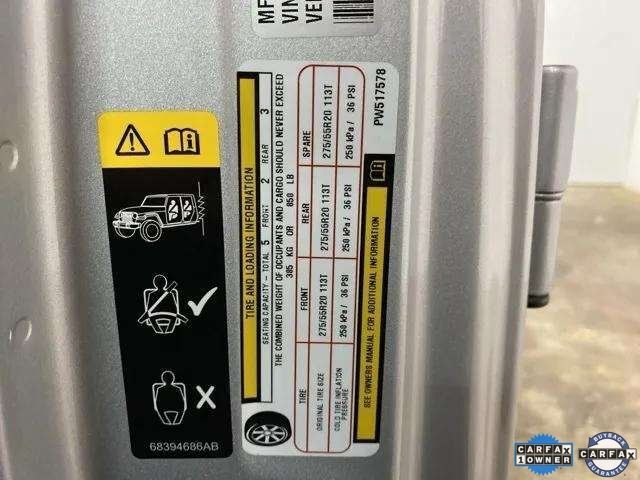 MF
VIN
VE
TIRE AND LOADING INFORMATION
SEATING CAPACITY - TOTAL 5 FRONT 2 REAR 3
THE COMBINED WEIGHT OF OCCUPANTS AND CARGO SHOULD NEVER EXCEED
385 KG OR 850 LB
TIRE FRONT REAR SPARE
ORIGINAL TIRE SIZE 275/55R20 113T 275/55R20 113T 275/55R20 113T
COLD TIRE INFLATION PRESSURE 250 kPa / 36 PSI 250 kPa / 36 PSI 250 kPa / 36 PSI
SEE OWNERS MANUAL FOR ADDITIONAL INFORMATION
PW517578
68394686AB
CARFAX
1 OWNER
BUYBACK
CARFAX
GUARANTEE